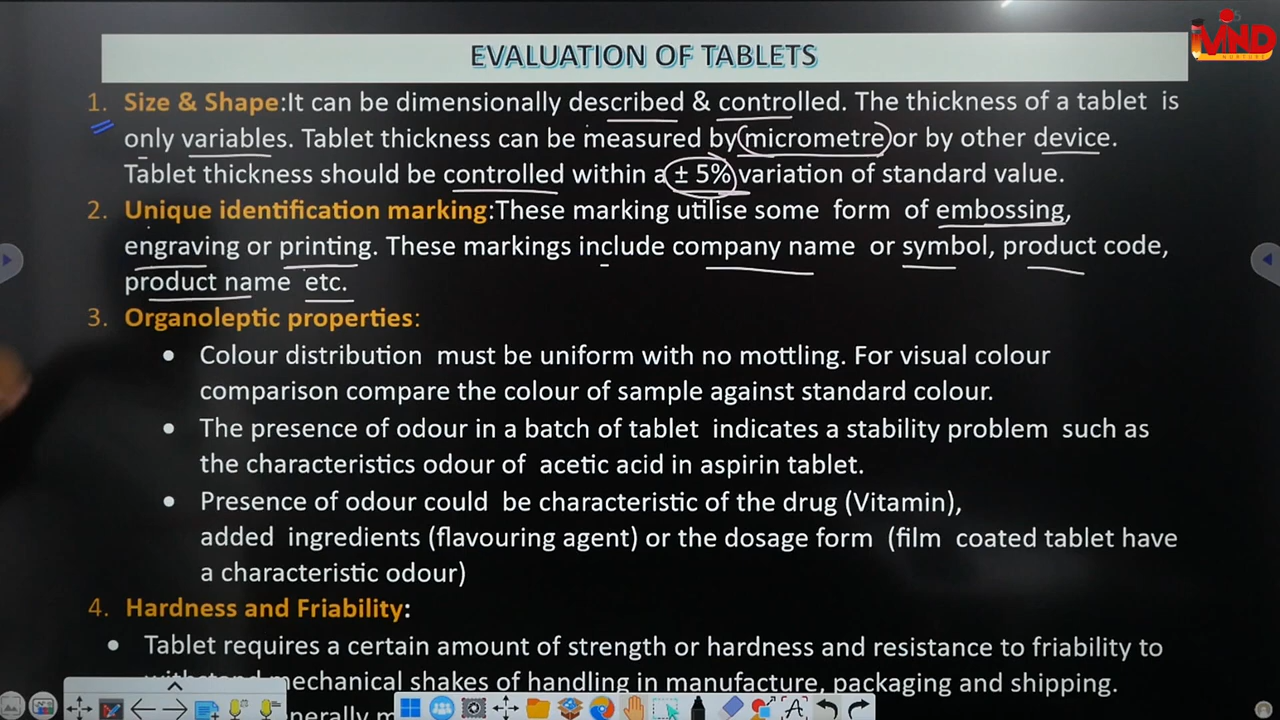 EVALUATION OF TABLETS
MIND
NURTURE
1. Size & Shape:It can be dimensionally described & controlled. The thickness of a tablet is
only variables. Tablet thickness can be measured by micrometre or by other device.
Tablet thickness should be controlled within a ± 5% variation of standard value.
2. Unique identification marking:These marking utilise some form of embossing,
engraving or printing. These markings include company name or symbol, product code,
product name etc.
3. Organoleptic properties:
• Colour distribution must be uniform with no mottling. For visual colour
comparison compare the colour of sample against standard colour.
• The presence of odour in a batch of tablet indicates a stability problem such as
the characteristics odour of acetic acid in aspirin tablet.
• Presence of odour could be characteristic of the drug (Vitamin),
added ingredients (flavouring agent) or the dosage form (film coated tablet have
a characteristic odour)
4. Hardness and Friability:
• Tablet requires a certain amount of strength or hardness and resistance to friability to
mechanical shakes of handling in manufacture, packaging and shipping.